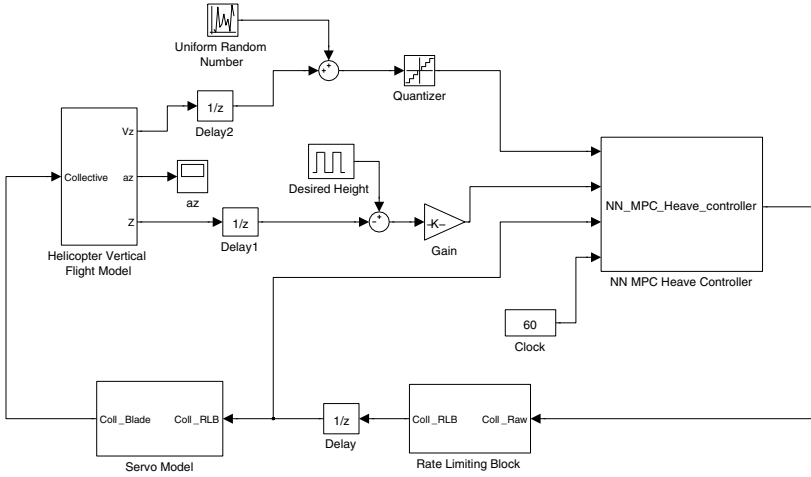 Uniform Random
Number
+
+
Quantizer
Vz
1/z
Delay2
Collective
az
az
Z
Helicopter Vertical
Flight Model
1/z
Delay1
Desired Height
-
+
-K-
Gain
NN_MPC_Heave_controller
NN MPC Heave Controller
60
Clock
Coll_Blade
Coll_RLB
Servo Model
1/z
Delay
Coll_RLB
Coll_Raw
Rate Limiting Block